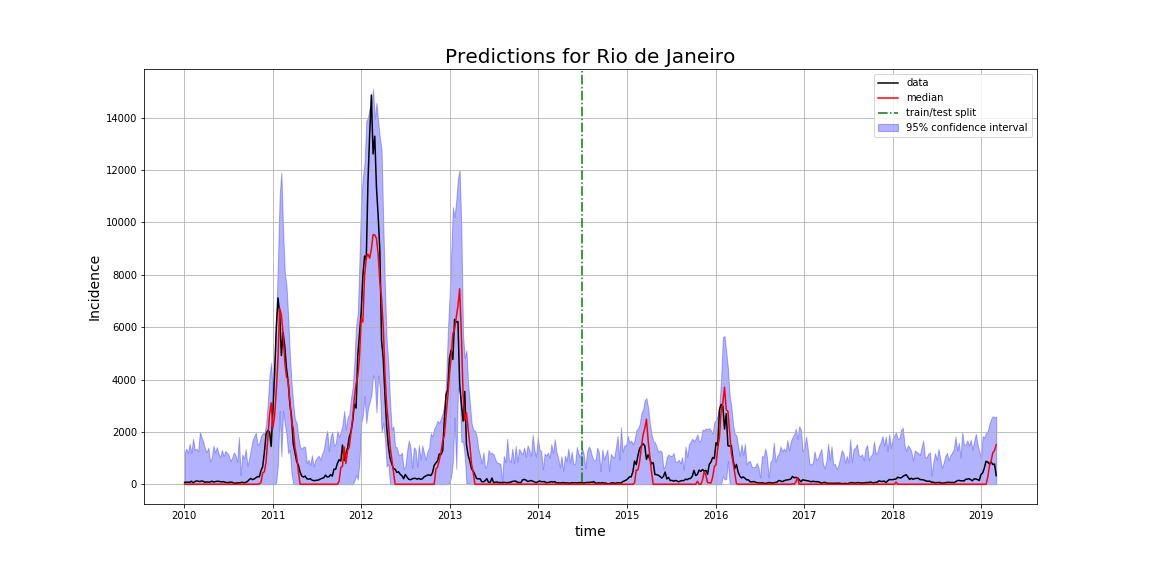 Predictions for Rio de Janeiro
data
median
train/test split
95% confidence interval
14000
12000
10000
8000
6000
4000
2000
0
Incidence
2010 2011 2012 2013 2014 2015 2016 2017 2018 2019
time